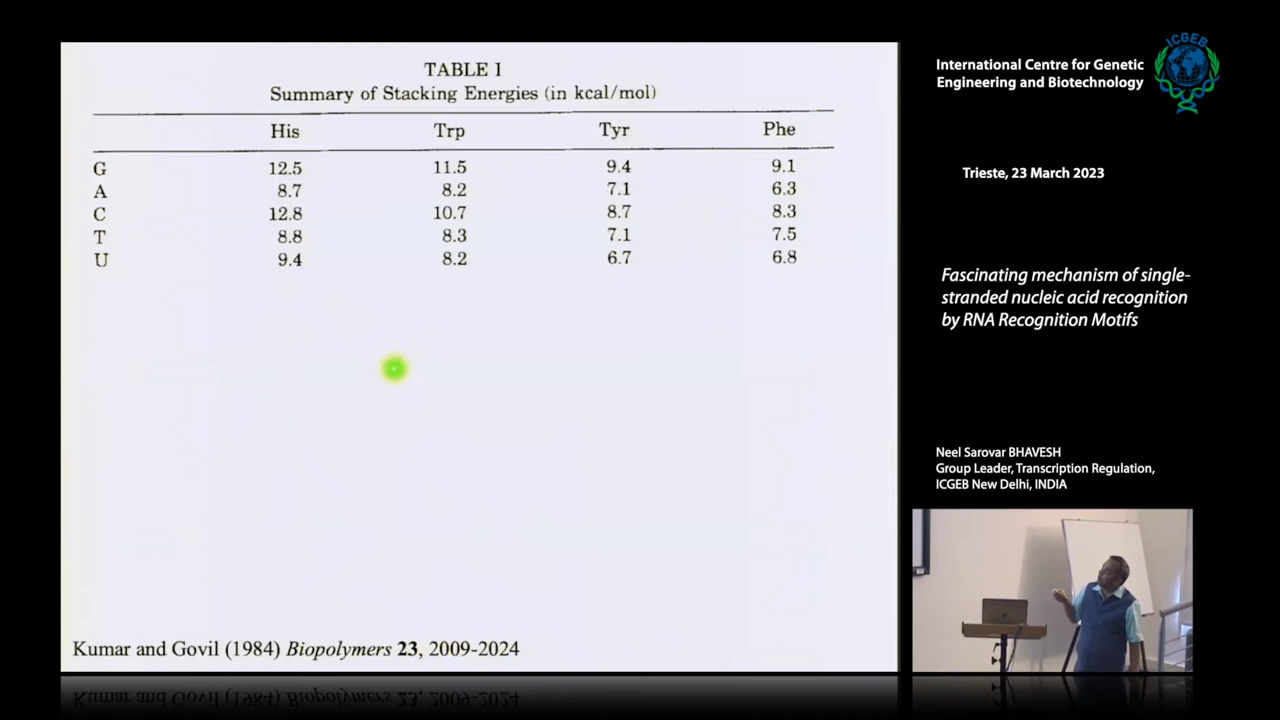 TABLE I
Summary of Stacking Energies (in kcal/mol)
His Trp Tyr Phe
G 12.5 11.5 9.4 9.1
A 8.7 8.2 7.1 6.3
C 12.8 10.7 8.7 8.3
T 8.8 8.3 7.1 7.5
U 9.4 8.2 6.7 6.8
Kumar and Govil (1984) Biopolymers 23, 2009-2024
International Centre for Genetic
Engineering and Biotechnology
ICGEB
Trieste, 23 March 2023
Fascinating mechanism of single-
stranded nucleic acid recognition
by RNA Recognition Motifs
Neel Sarovar BHAVESH
Group Leader, Transcription Regulation,
ICGEB New Delhi, INDIA